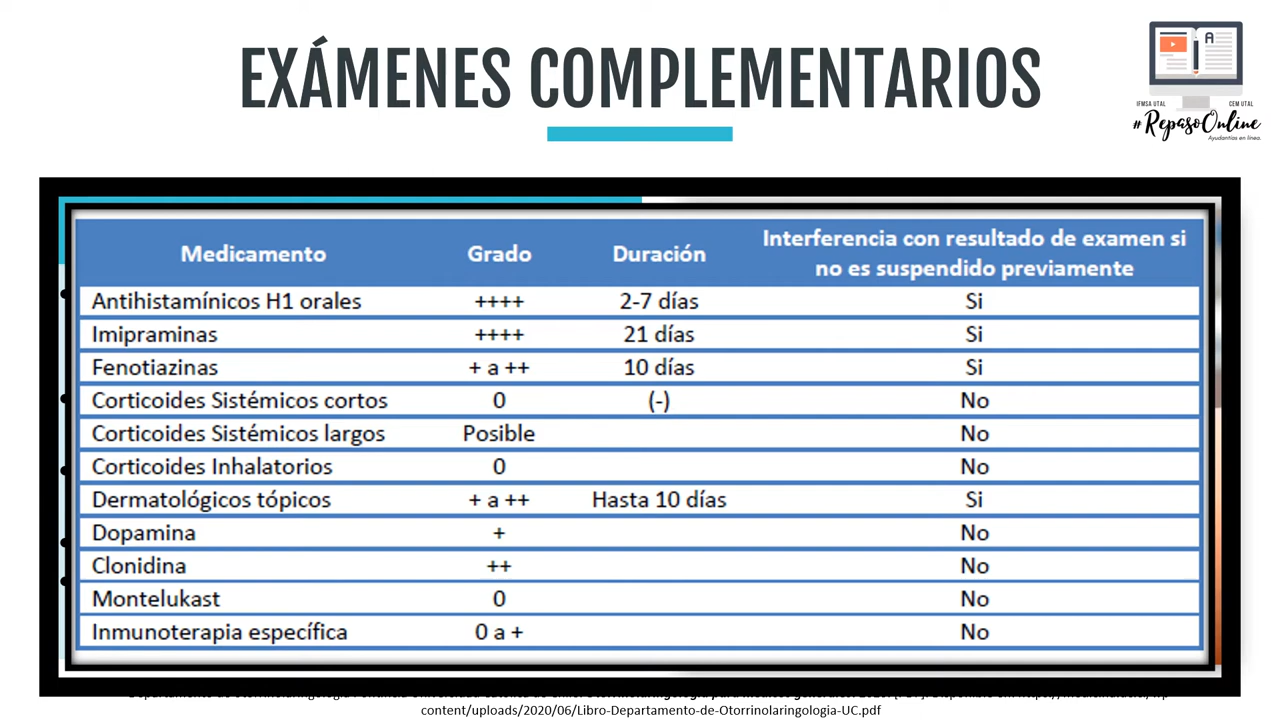 EXÁMENES COMPLEMENTARIOS
A
IFMSA UTAL
CEM UTAL
#RepasoOnline
Ayudantías en línea.
Medicamento Grado Duración Interferencia con resultado de examen si
no es suspendido previamente
Antihistamínicos H1 orales ++++ 2-7 días Si
Imipraminas ++++ 21 días Si
Fenotiazinas + a ++ 10 días Si
Corticoides Sistémicos cortos 0 (-) No
Corticoides Sistémicos largos Posible No
Corticoides Inhalatorios 0 No
Dermatológicos tópicos + a ++ Hasta 10 días Si
Dopamina + No
Clonidina ++ No
Montelukast 0 No
Inmunoterapia específica 0 a + No
content/uploads/2020/06/Libro-Departamento-de-Otorrinolaringologia-UC.pdf